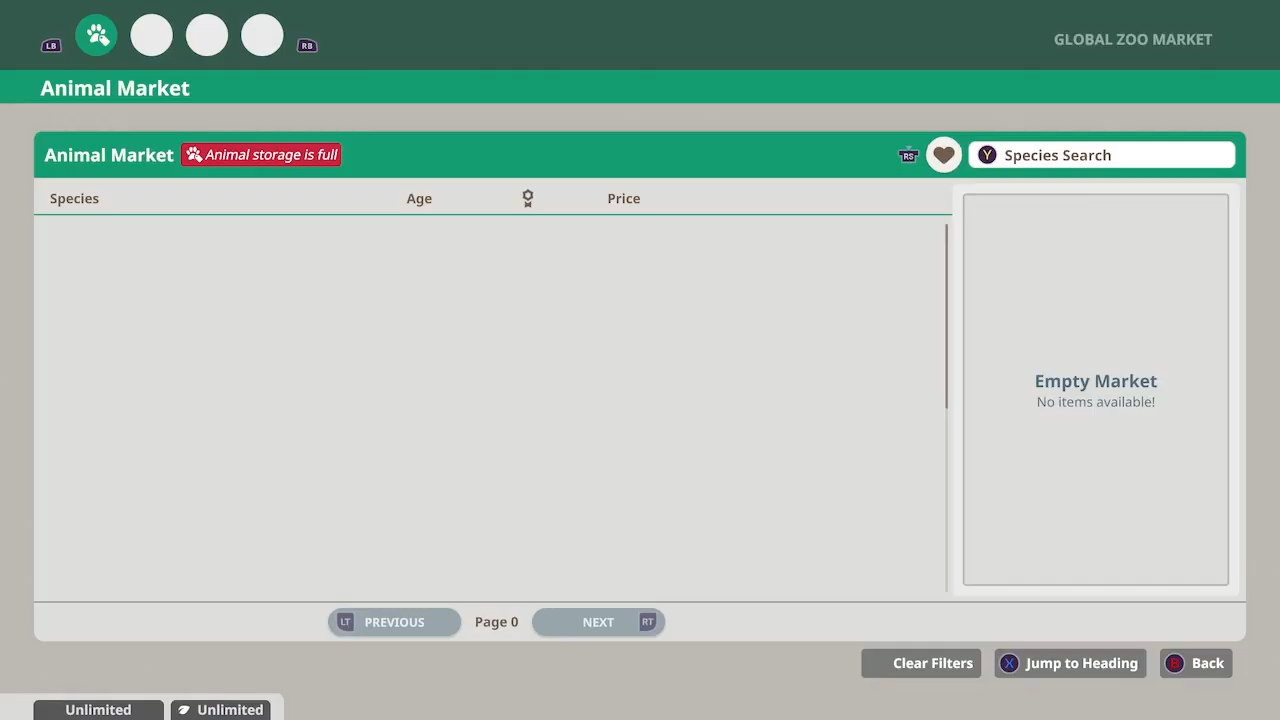 LB
RB
GLOBAL ZOO MARKET
Animal Market
Animal Market
Animal storage is full
RS
Y Species Search
Species Age Price
Empty Market
No items available!
LT PREVIOUS Page 0 NEXT RT
Clear Filters X Jump to Heading B Back
Unlimited Unlimited